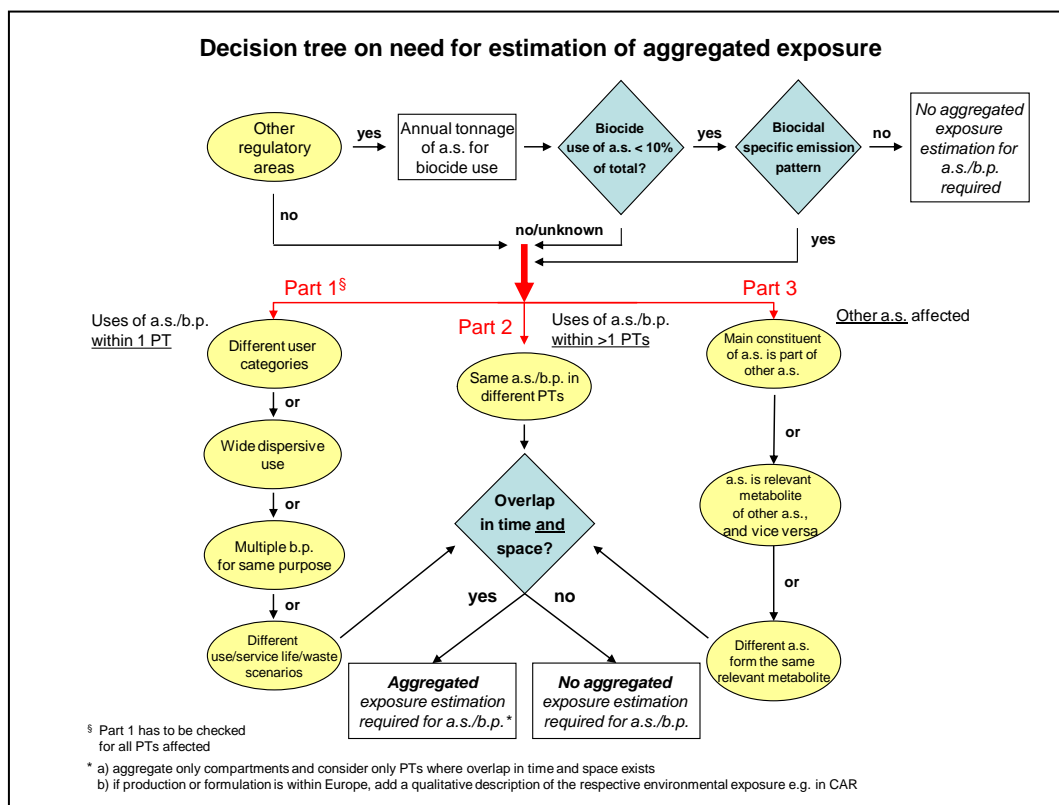 Decision tree on need for estimation of aggregated exposure
Other
regulatory
areas
yes
Annual tonnage
of a.s. for
biocide use
Biocide
use of a.s. < 10%
of total?
yes
Biocidal
specific emission
pattern
no
No aggregated
exposure
estimation for
a.s./b.p.
required
no
no/unknown
yes
Part 1§
Part 2
Part 3
Uses of a.s./b.p.
within 1 PT
Uses of a.s./b.p.
within >1 PTs
Other a.s. affected
Different user
categories
or
Wide dispersive
use
or
Multiple b.p.
for same purpose
or
Different
use/service life/waste
scenarios
Same a.s./b.p. in
different PTs
Overlap
in time and
space?
yes
no
Aggregated
exposure estimation
required for a.s./b.p.*
No aggregated
exposure estimation
required for a.s./b.p.
Main constituent
of a.s. is part of
other a.s.
or
a.s. is relevant
metabolite
of other a.s.,
and vice versa
or
Different a.s.
form the same
relevant metabolite
§ Part 1 has to be checked
for all PTs affected
* a) aggregate only compartments and consider only PTs where overlap in time and space exists
b) if production or formulation is within Europe, add a qualitative description of the respective environmental exposure e.g. in CAR